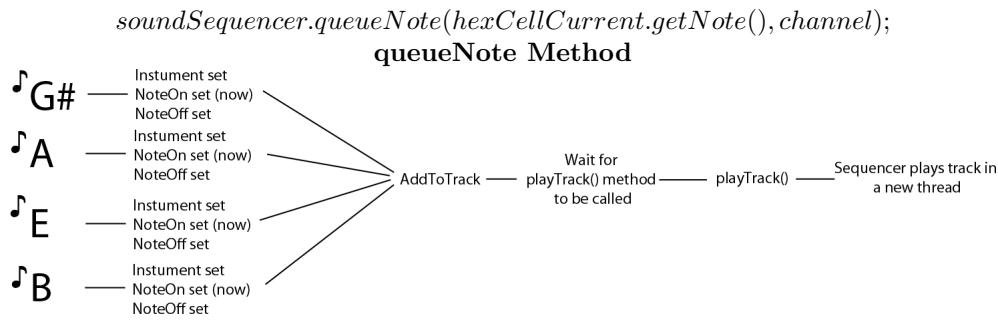 soundSequencer.queueNote(hexCellCurrent.getNote(), channel);
queueNote Method
♪G#
Instument set
NoteOn set (now)
NoteOff set
♪A
Instument set
NoteOn set (now)
NoteOff set
♪E
Instument set
NoteOn set (now)
NoteOff set
♪B
Instument set
NoteOn set (now)
NoteOff set
AddToTrack
Wait for
playTrack() method
to be called
playTrack()
Sequencer plays track in
a new thread